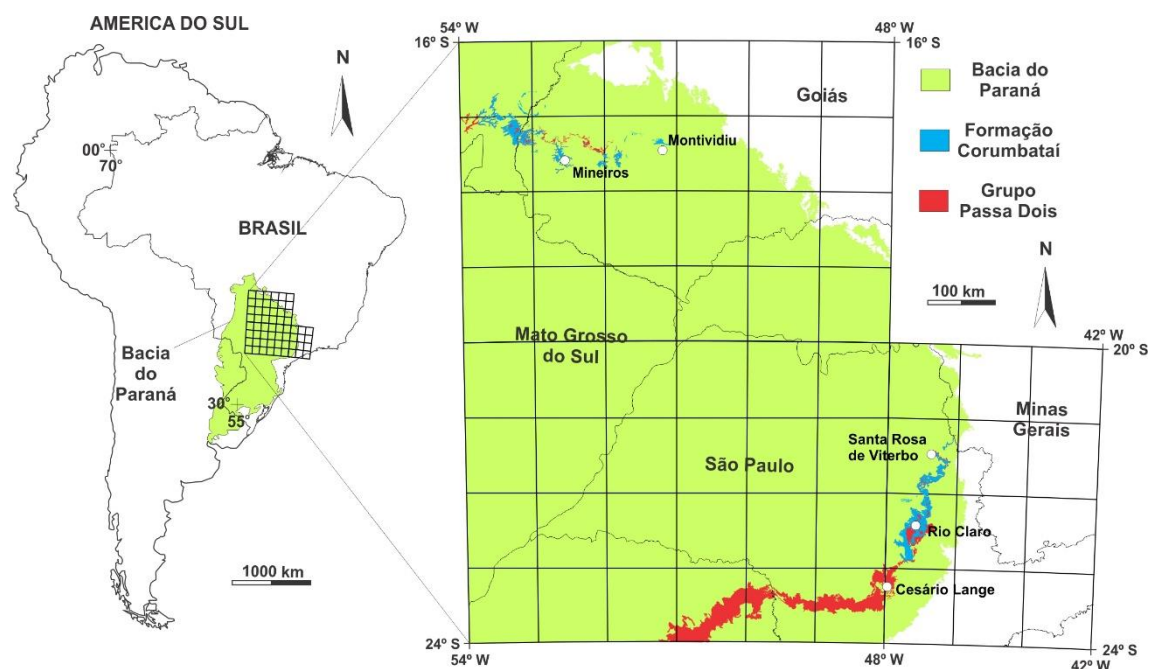 AMERICA DO SUL
N
00°
70°
BRASIL
Bacia
do
Paraná
30°
55°
1000 km
54° W
48° W
16° S
16° S
Goiás
Montividiu
Mineiros
Mato Grosso
do Sul
42° W
20° S
Minas
Gerais
Santa Rosa
de Viterbo
São Paulo
Rio Claro
Cesário Lange
24° S
54° W
48° W
24° S
42° W
Bacia do
Paraná
Formação
Corumbataí
Grupo
Passa Dois
N
100 km